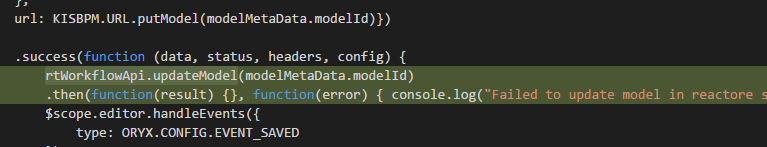 url: KISBPM.URL.putModel(modelMetaData.modelId)})
.success(function (data, status, headers, config) {
rtWorkflowApi.updateModel(modelMetaData.modelId)
.then(function(result) {}, function(error) { console.log("Failed to update model in reactore s
$scope.editor.handleEvents({
type: ORYX.CONFIG.EVENT_SAVED